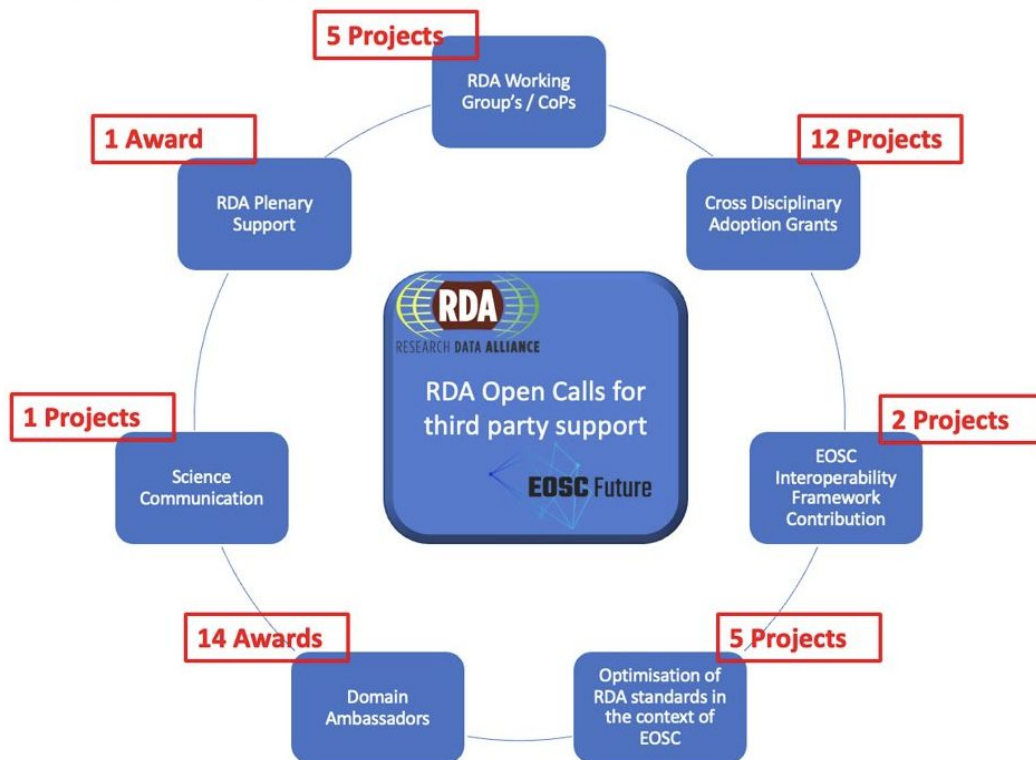 5 Projects
RDA Working
Group's / CoPs
1 Award
RDA Plenary
Support
12 Projects
Cross Disciplinary
Adoption Grants
RDA
RESEARCH DATA ALLIANCE
RDA Open Calls for
third party support
EOSC Future
1 Projects
Science
Communication
2 Projects
EOSC
Interoperability
Framework
Contribution
14 Awards
Domain
Ambassadors
5 Projects
Optimisation of
RDA standards in
the context of
EOSC